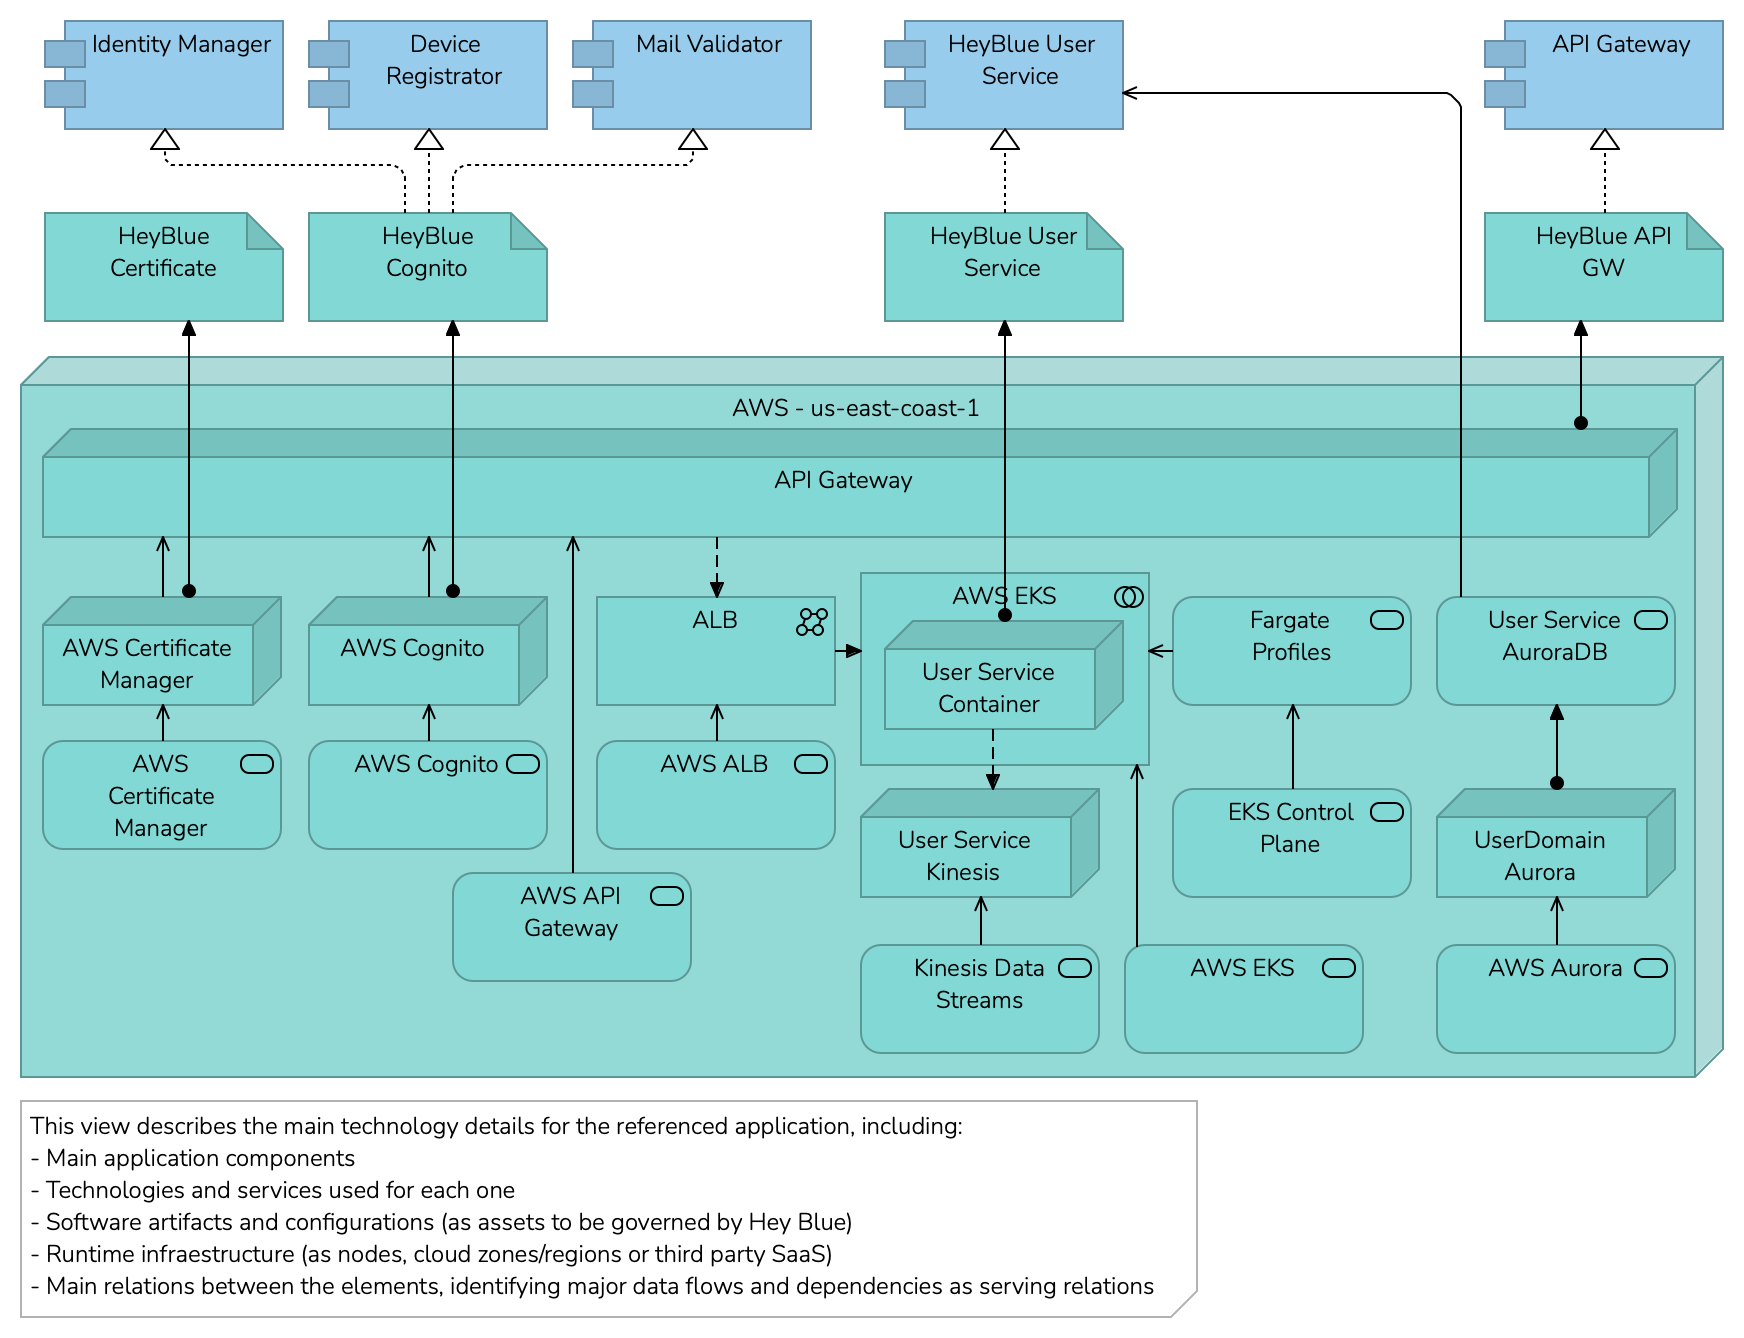 Identity Manager
Device
Registrator
Mail Validator
HeyBlue User
Service
API Gateway
HeyBlue
Certificate
HeyBlue
Cognito
HeyBlue User
Service
HeyBlue API
GW
AWS - us-east-coast-1
API Gateway
AWS Certificate
Manager
AWS Cognito
ALB
AWS EKS
User Service
Container
Fargate
Profiles
User Service
AuroraDB
AWS
Certificate
Manager
AWS Cognito
AWS ALB
User Service
Kinesis
EKS Control
Plane
UserDomain
Aurora
AWS API
Gateway
Kinesis Data
Streams
AWS EKS
AWS Aurora
This view describes the main technology details for the referenced application, including:
- Main application components
- Technologies and services used for each one
- Software artifacts and configurations (as assets to be governed by Hey Blue)
- Runtime infraestructure (as nodes, cloud zones/regions or third party SaaS)
- Main relations between the elements, identifying major data flows and dependencies as serving relations